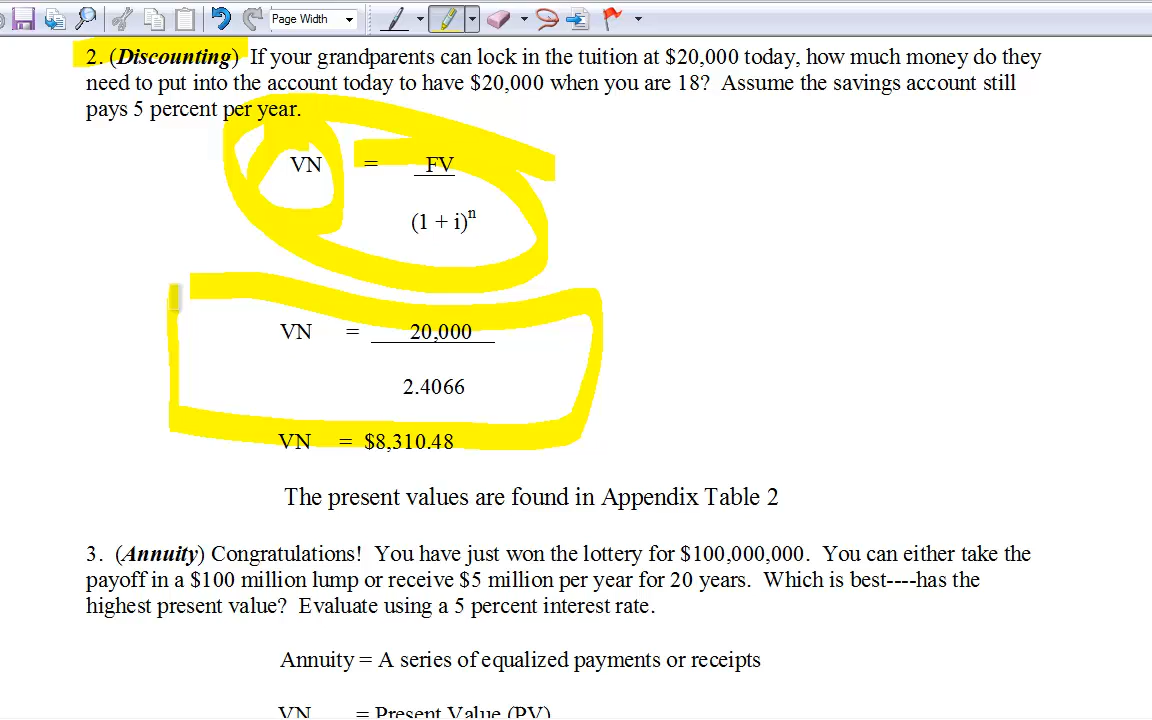 Page Width
2. (Discounting) If your grandparents can lock in the tuition at $20,000 today, how much money do they
need to put into the account today to have $20,000 when you are 18? Assume the savings account still
pays 5 percent per year.
VN = FV
(1 + i)n
VN = 20,000
2.4066
VN = $8,310.48
The present values are found in Appendix Table 2
3. (Annuity) Congratulations! You have just won the lottery for $100,000,000. You can either take the
payoff in a $100 million lump or receive $5 million per year for 20 years. Which is best----has the
highest present value? Evaluate using a 5 percent interest rate.
Annuity = A series of equalized payments or receipts
VN = Present Value (PV)